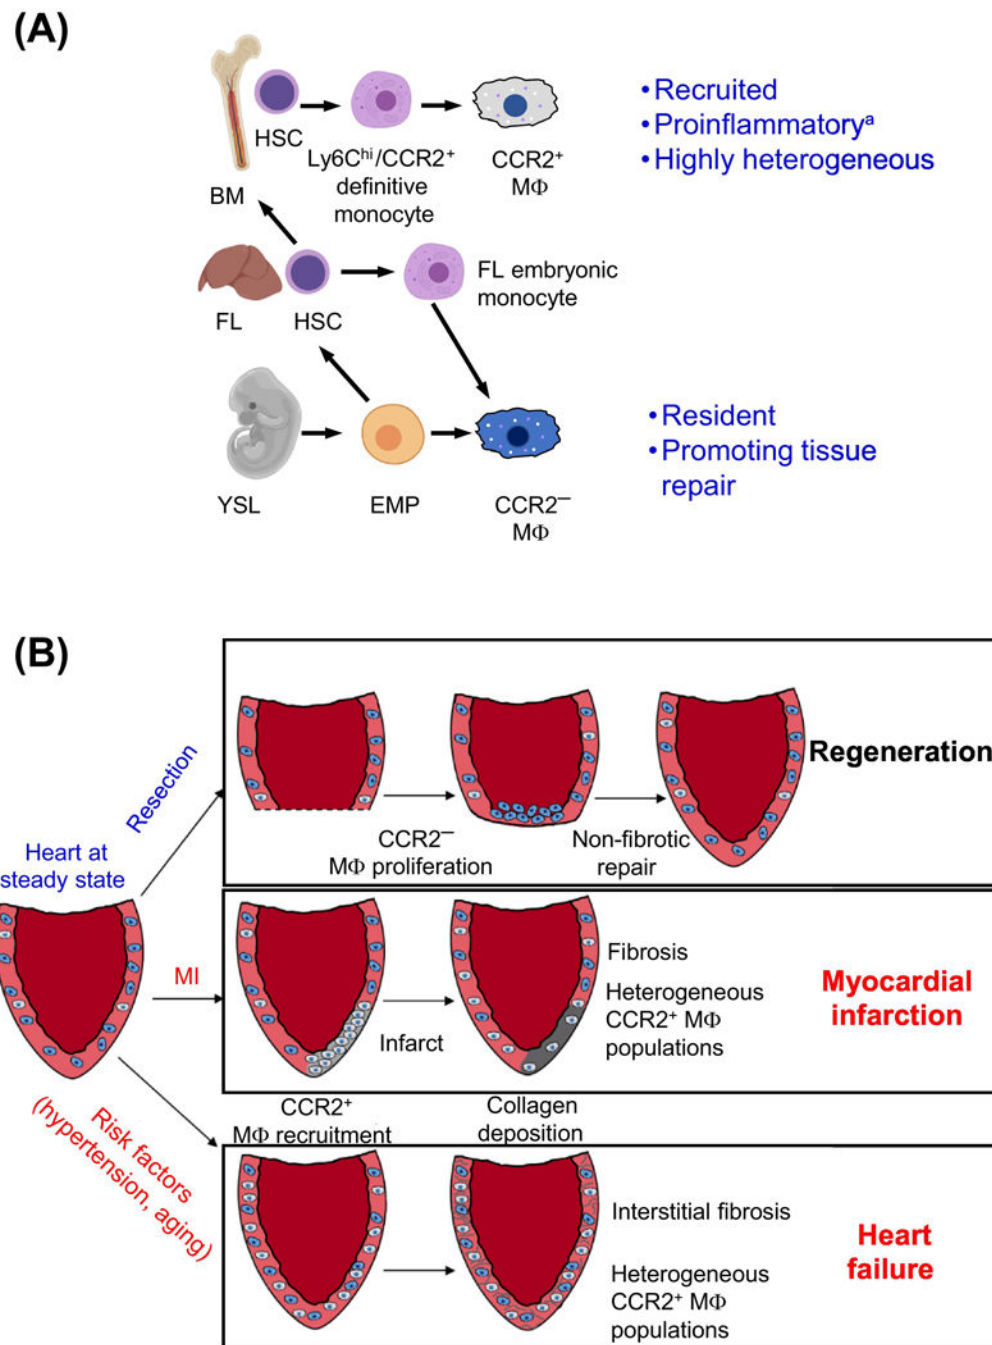 (A)
HSC
BM
Ly6Chi/CCR2+
definitive
monocyte
CCR2+
MΦ
•Recruited
•Proinflammatorya
•Highly heterogeneous
FL
HSC
FL embryonic
monocyte
YSL
EMP
CCR2–
MΦ
•Resident
•Promoting tissue
repair
(B)
Heart at
steady state
Resection
CCR2–
MΦ proliferation
Non-fibrotic
repair
Regeneration
MI
Infarct
Fibrosis
Heterogeneous
CCR2+ MΦ
populations
Myocardial
infarction
CCR2+
MΦ recruitment
Collagen
deposition
Risk factors
(hypertension, aging)
Interstitial fibrosis
Heterogeneous
CCR2+ MΦ
populations
Heart
failure